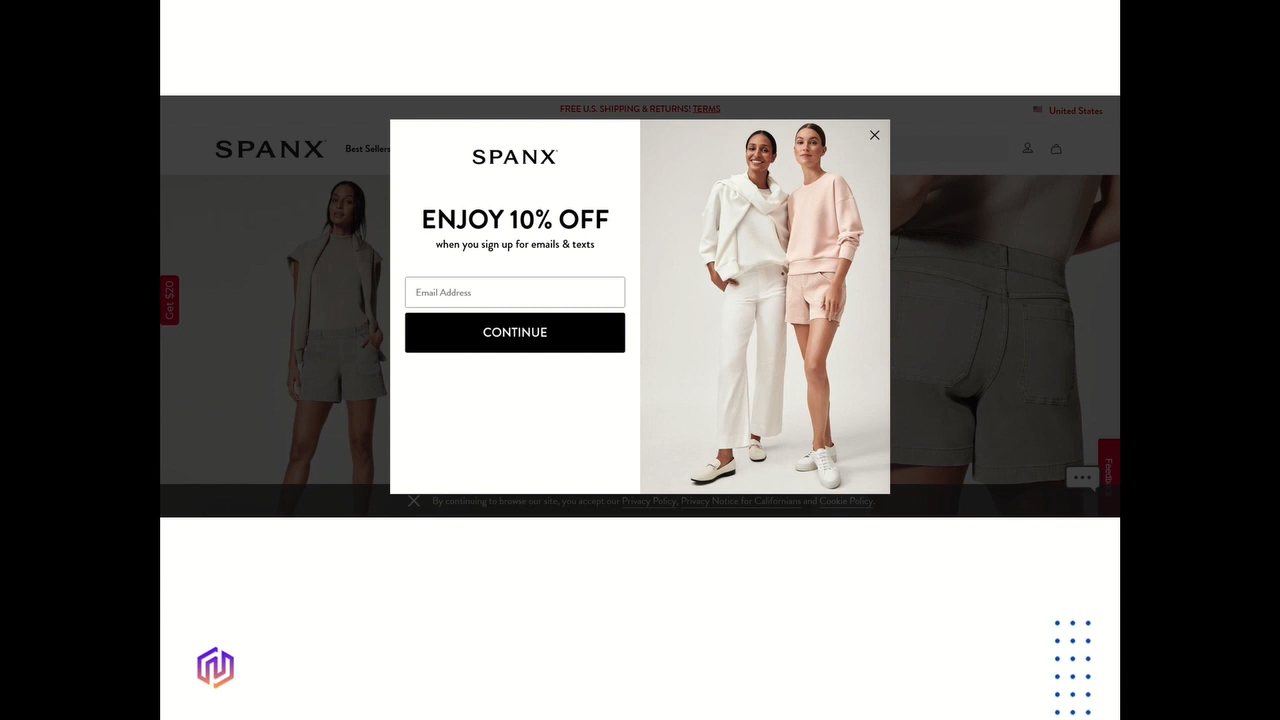 FREE U.S. SHIPPING & RETURNS! TERMS
United States
SPANX
Best Sellers
SPANX
ENJOY 10% OFF
when you sign up for emails & texts
Email Address
CONTINUE
Get $20
By continuing to browse our site, you accept our Privacy Policy, Privacy Notice for Californians and Cookie Policy.